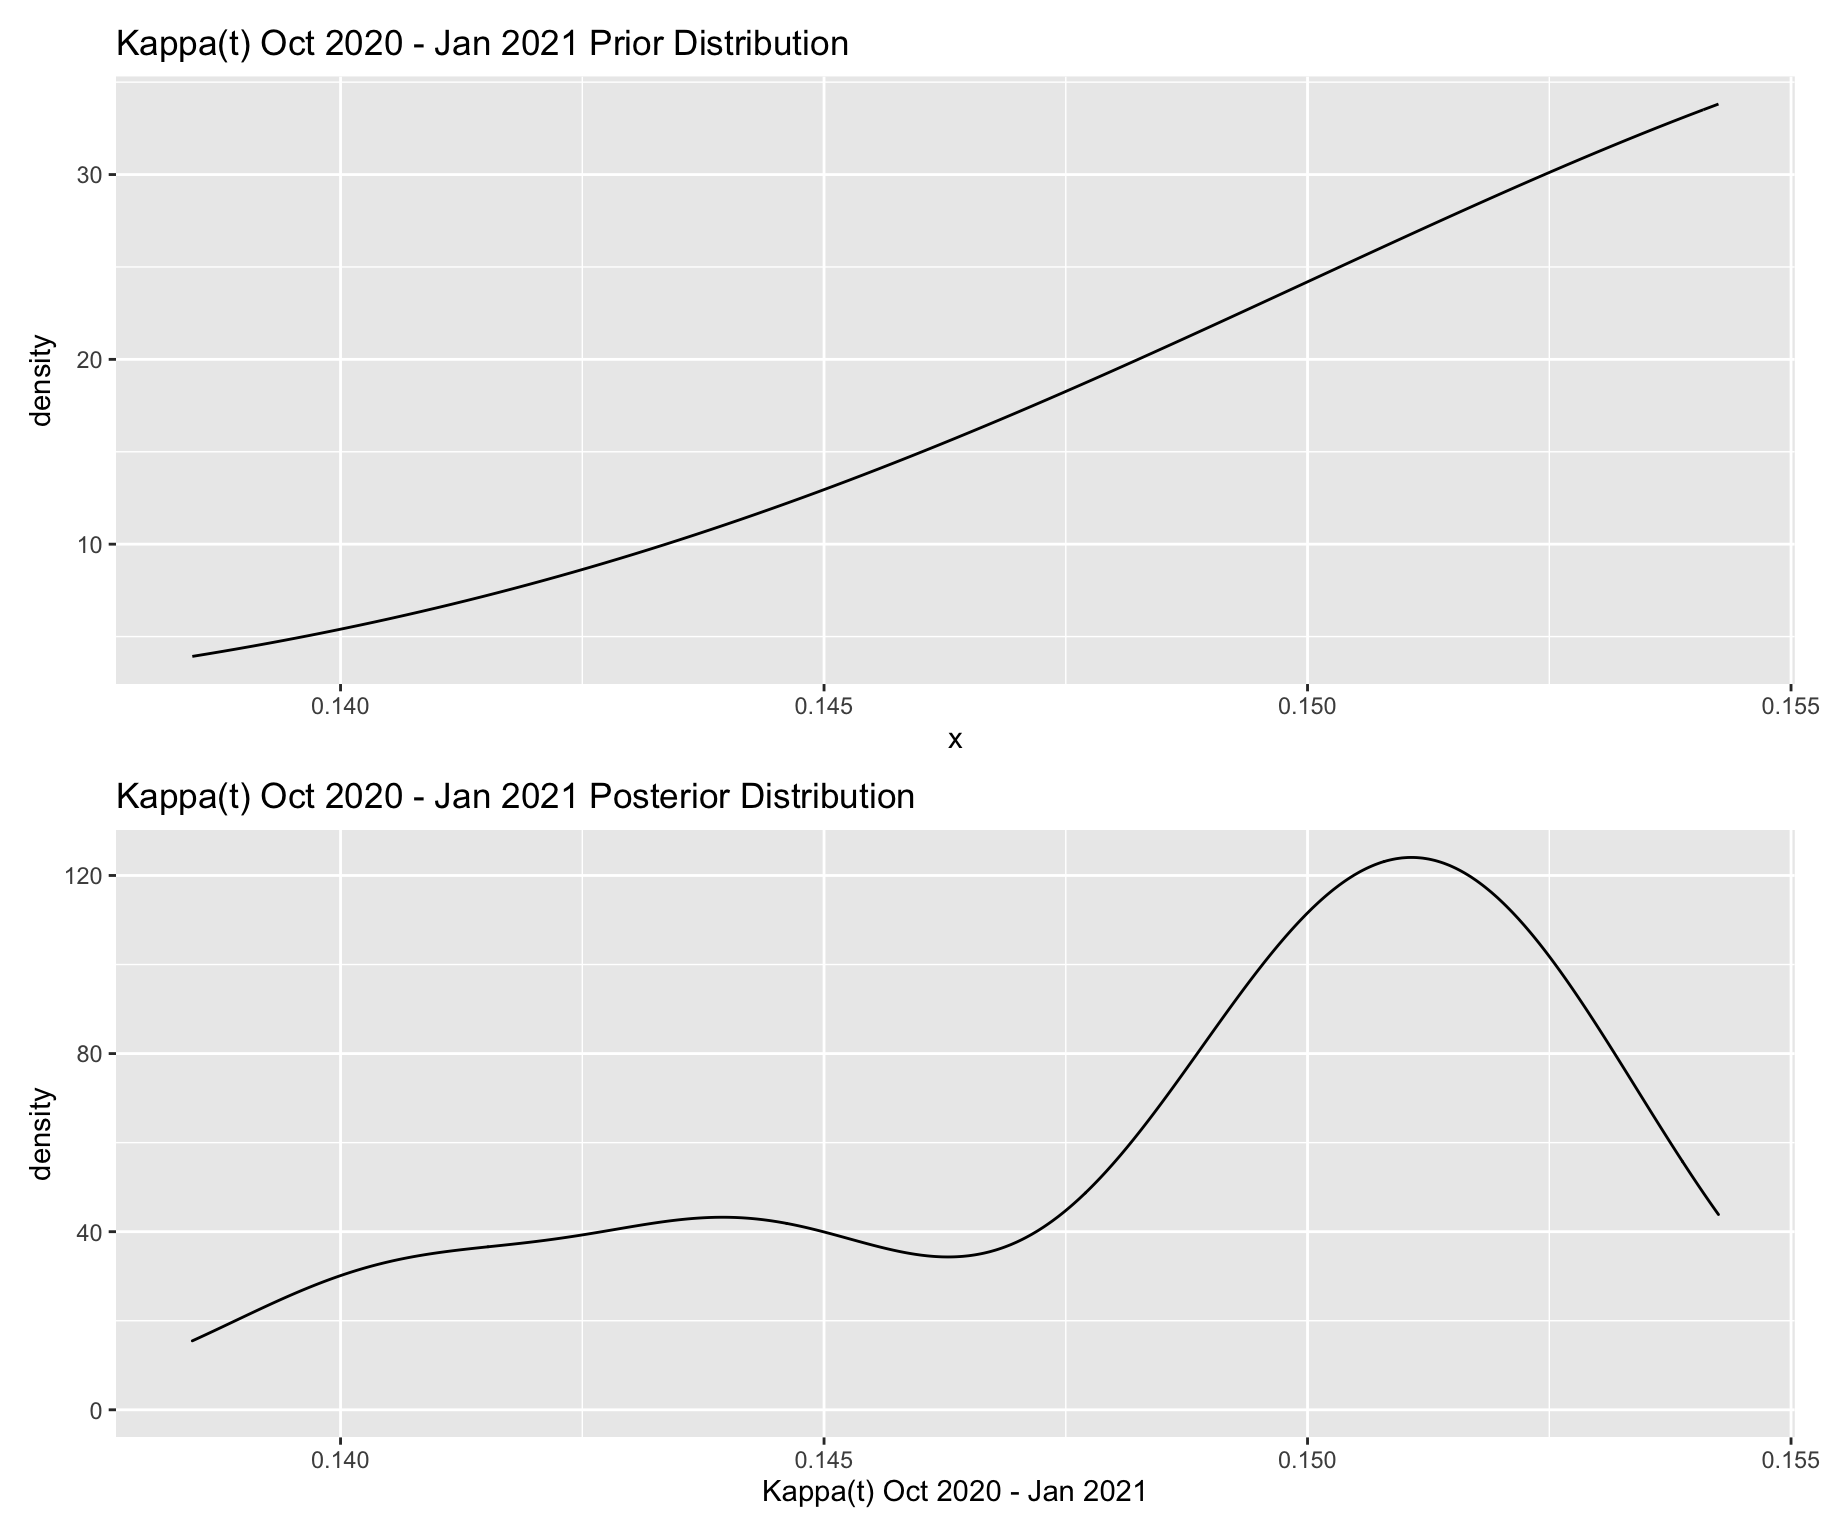 Kappa(t) Oct 2020 - Jan 2021 Prior Distribution
density
30
20
10
0.140 0.145 0.150 0.155
x
Kappa(t) Oct 2020 - Jan 2021 Posterior Distribution
density
120
80
40
0
0.140 0.145 0.150 0.155
Kappa(t) Oct 2020 - Jan 2021